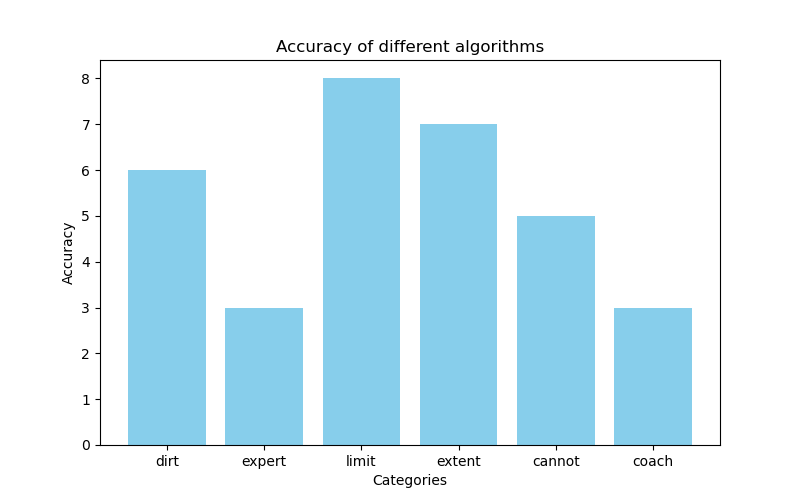 Accuracy of different algorithms
Accuracy
8
7
6
5
4
3
2
1
0
dirt expert limit extent cannot coach
Categories